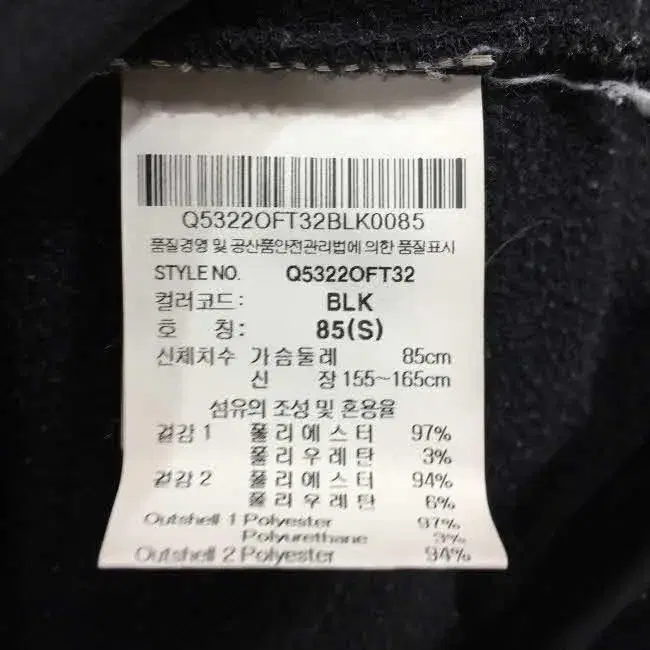 Q5322OFT32BLK0085
품질경영 및 공산품안전관리법에 의한 품질표시
STYLE NO. Q5322OFT32
컬러코드: BLK
호 칭: 85(S)
신체치수 가슴둘레 85cm
신 장 155~165cm
섬유의 조성 및 혼용율
겉감 1 폴리에스터 97%
폴리우레탄 3%
겉감 2 폴리에스터 94%
폴리우레탄 6%
Outshell 1 Polyester 97%
Polyurethane 3%
Outshell 2 Polyester 94%